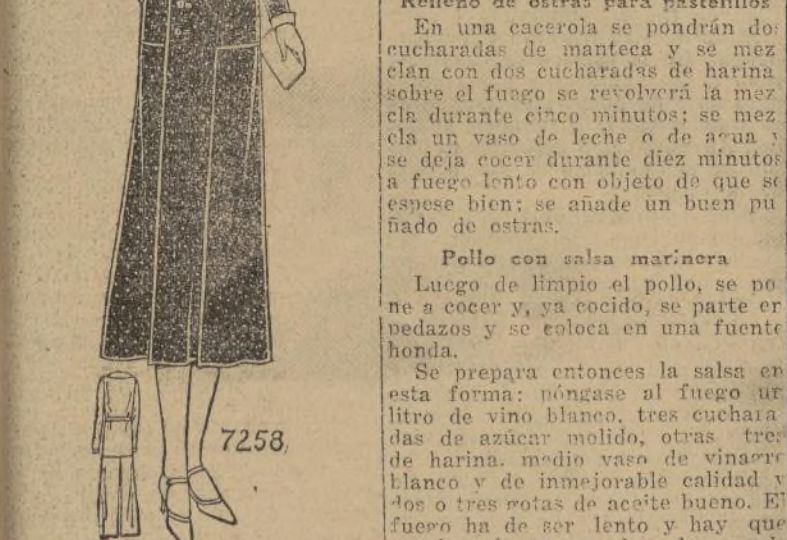 7258
Relleno de ostras para pastelillos
En una cacerola se pondrán do
cucharadas de manteca y se mez
clan con dos cucharadas de harina
sobre el fuego se revolverá la mez
cla durante cinco minutos; se mez
cla un vaso de leche o de agua y
se deja cocer durante diez minutos
a fuego lento con objeto de que se
espese bien; se añade un buen pu
ñado de ostras.
Pollo con salsa marinera
Luego de limpio el pollo, se po
ne a cocer y, ya cocido, se parte en
pedazos y se coloca en una fuente
honda.
Se prepara entonces la salsa en
esta forma: póngase al fuego un
litro de vino blanco, tres cuchara
das de azúcar molido, otras tres
de harina, medio vaso de vinagre
blanco y de inmejorable calidad y
dos o tres gotas de aceite bueno. El
fuego ha de ser lento y hay que